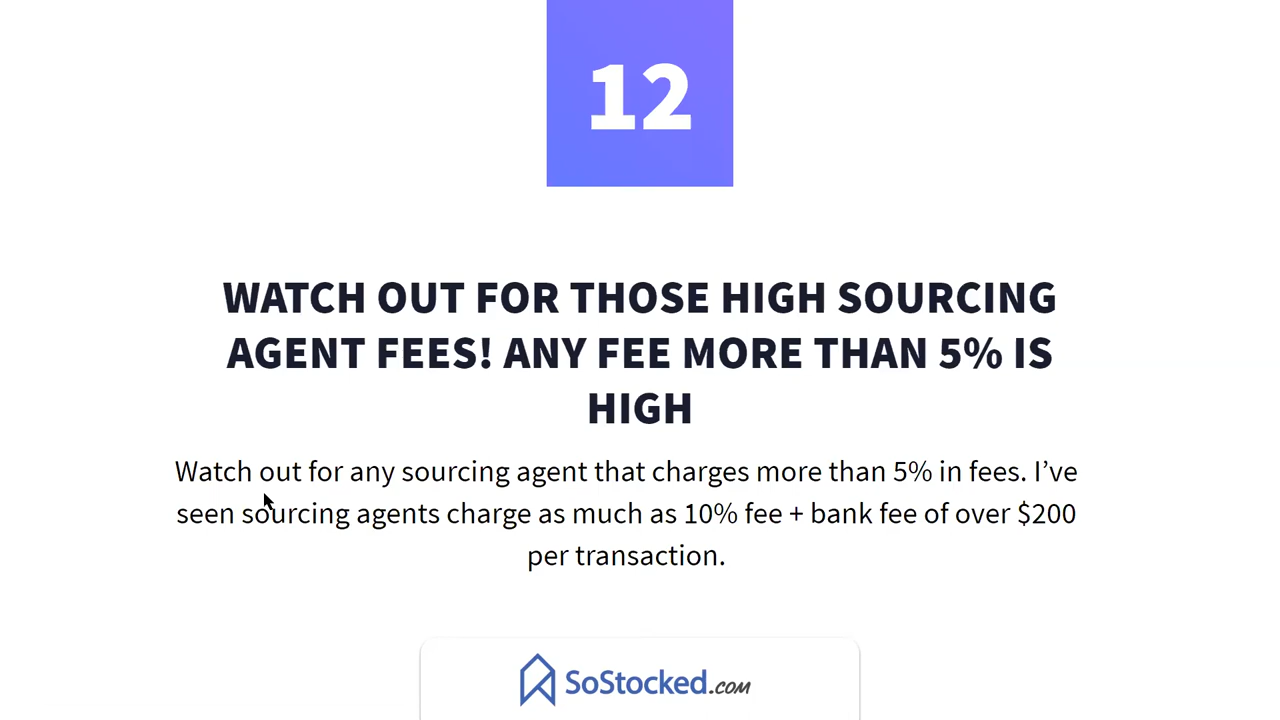 12
WATCH OUT FOR THOSE HIGH SOURCING
AGENT FEES! ANY FEE MORE THAN 5% IS
HIGH
Watch out for any sourcing agent that charges more than 5% in fees. I’ve
seen sourcing agents charge as much as 10% fee + bank fee of over $200
per transaction.
SoStocked.com